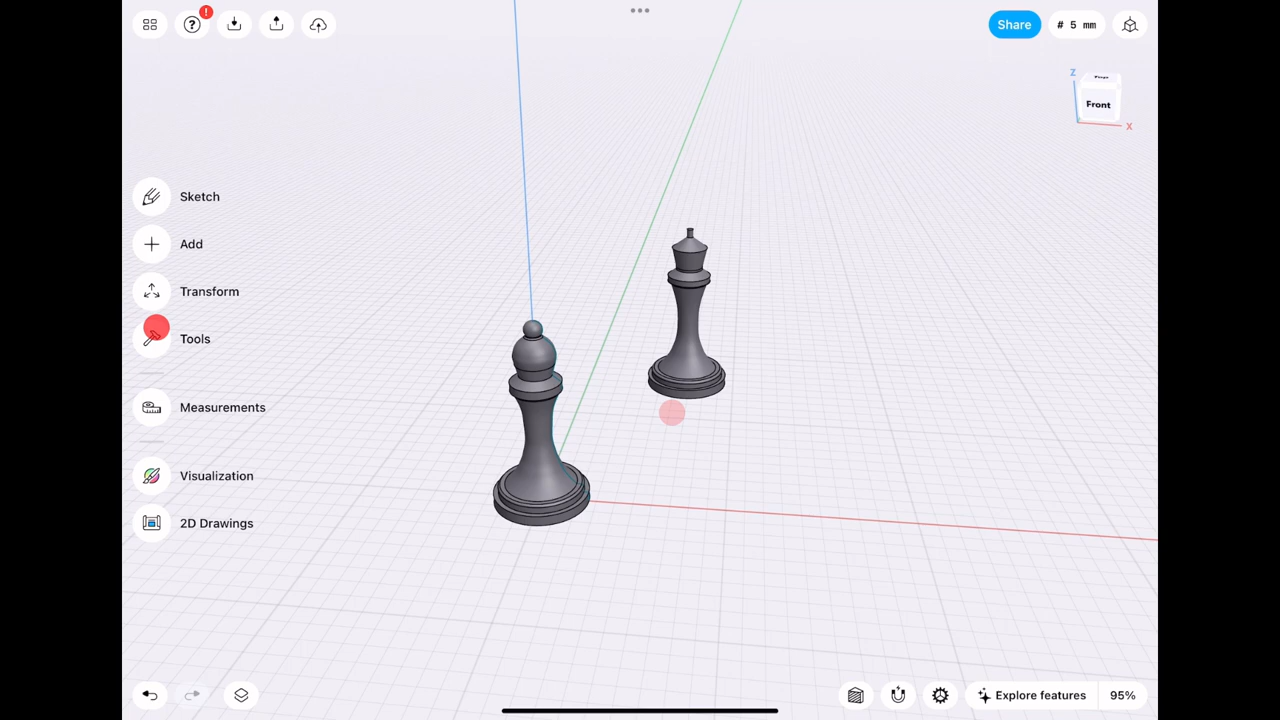 !
Share
# 5 mm
Z
Front
X
Sketch
Add
Transform
Tools
Measurements
Visualization
2D Drawings
Explore features
95%